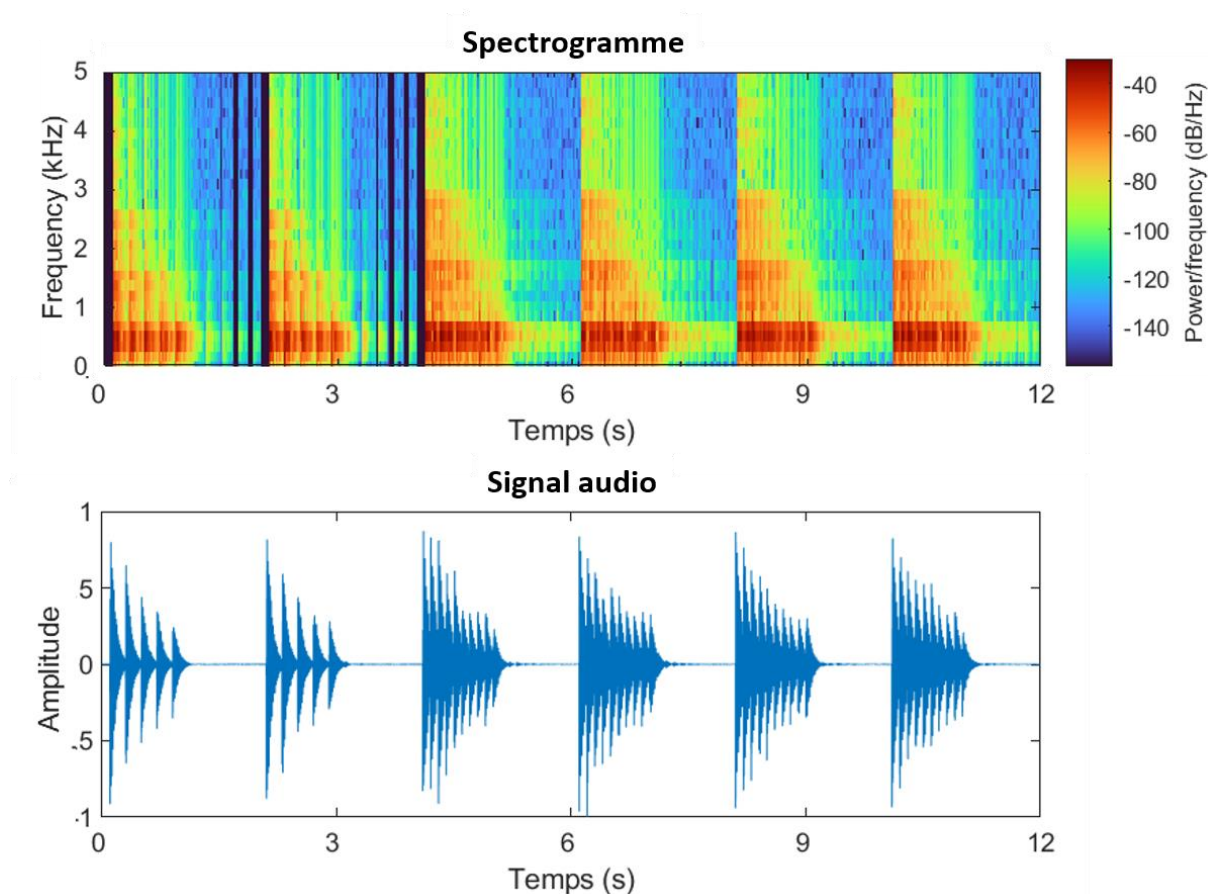 Spectrogramme
5
4
3
2
1
0
Frequency (kHz)
0 3 6 9 12
Temps (s)
-40
-60
-80
-100
-120
-140
Power/frequency (dB/Hz)
Signal audio
1
5
0
-.5
-1
Amplitude
0 3 6 9 12
Temps (s)